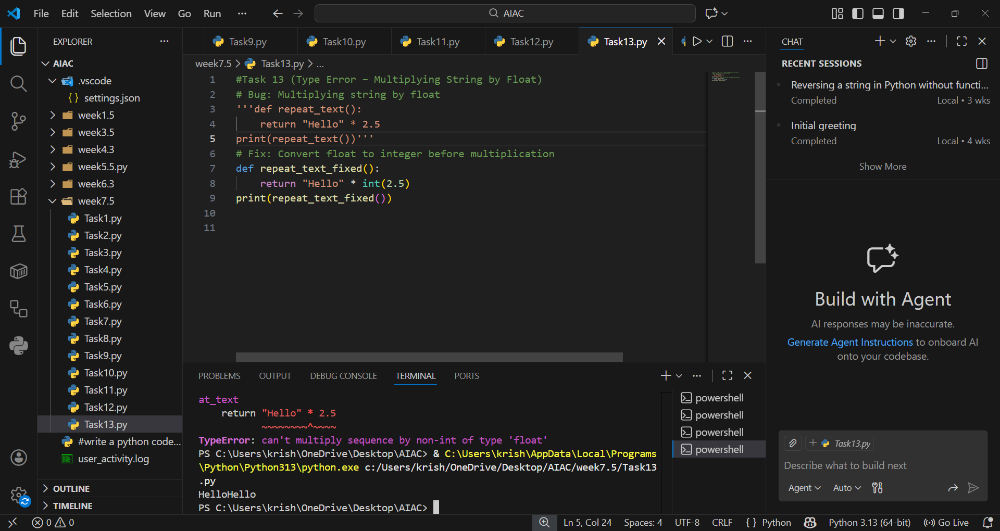 File Edit Selection View Go Run ...
AIAC
EXPLORER
AIAC
.vscode
{} settings.json
week1.5
week3.5
week4.3
week5.5.py
week6.3
week7.5
Task1.py
Task2.py
Task3.py
Task4.py
Task5.py
Task6.py
Task7.py
Task8.py
Task9.py
Task10.py
Task11.py
Task12.py
Task13.py
#write a python code...
user_activity.log
OUTLINE
TIMELINE
Task9.py Task10.py Task11.py Task12.py Task13.py
week7.5 > Task13.py > ...
1 #Task 13 (Type Error – Multiplying String by Float)
2 # Bug: Multiplying string by float
3 '''def repeat_text():
4     return "Hello" * 2.5
5 print(repeat_text())'''
6 # Fix: Convert float to integer before multiplication
7 def repeat_text_fixed():
8     return "Hello" * int(2.5)
9 print(repeat_text_fixed())
10
11
PROBLEMS OUTPUT DEBUG CONSOLE TERMINAL PORTS
at_text
    return "Hello" * 2.5
           ~~~~~~~~^~~~~
TypeError: can't multiply sequence by non-int of type 'float'
PS C:\Users\krish\OneDrive\Desktop\AIAC> & C:\Users\krish\AppData\Local\Programs
\Python\Python313\python.exe c:/Users/krish/OneDrive/Desktop/AIAC/week7.5/Task13
.py
HelloHello
PS C:\Users\krish\OneDrive\Desktop\AIAC>
powershell
powershell
powershell
powershell
CHAT
RECENT SESSIONS
Reversing a string in Python without functi...
Completed Local • 3 wks
Initial greeting
Completed Local • 4 wks
Show More
Build with Agent
AI responses may be inaccurate.
Generate Agent Instructions to onboard AI
onto your codebase.
+ Task13.py
Describe what to build next
Agent Auto
0 0 Ln 5, Col 24 Spaces: 4 UTF-8 CRLF {} Python Python 3.13 (64-bit) Go Live